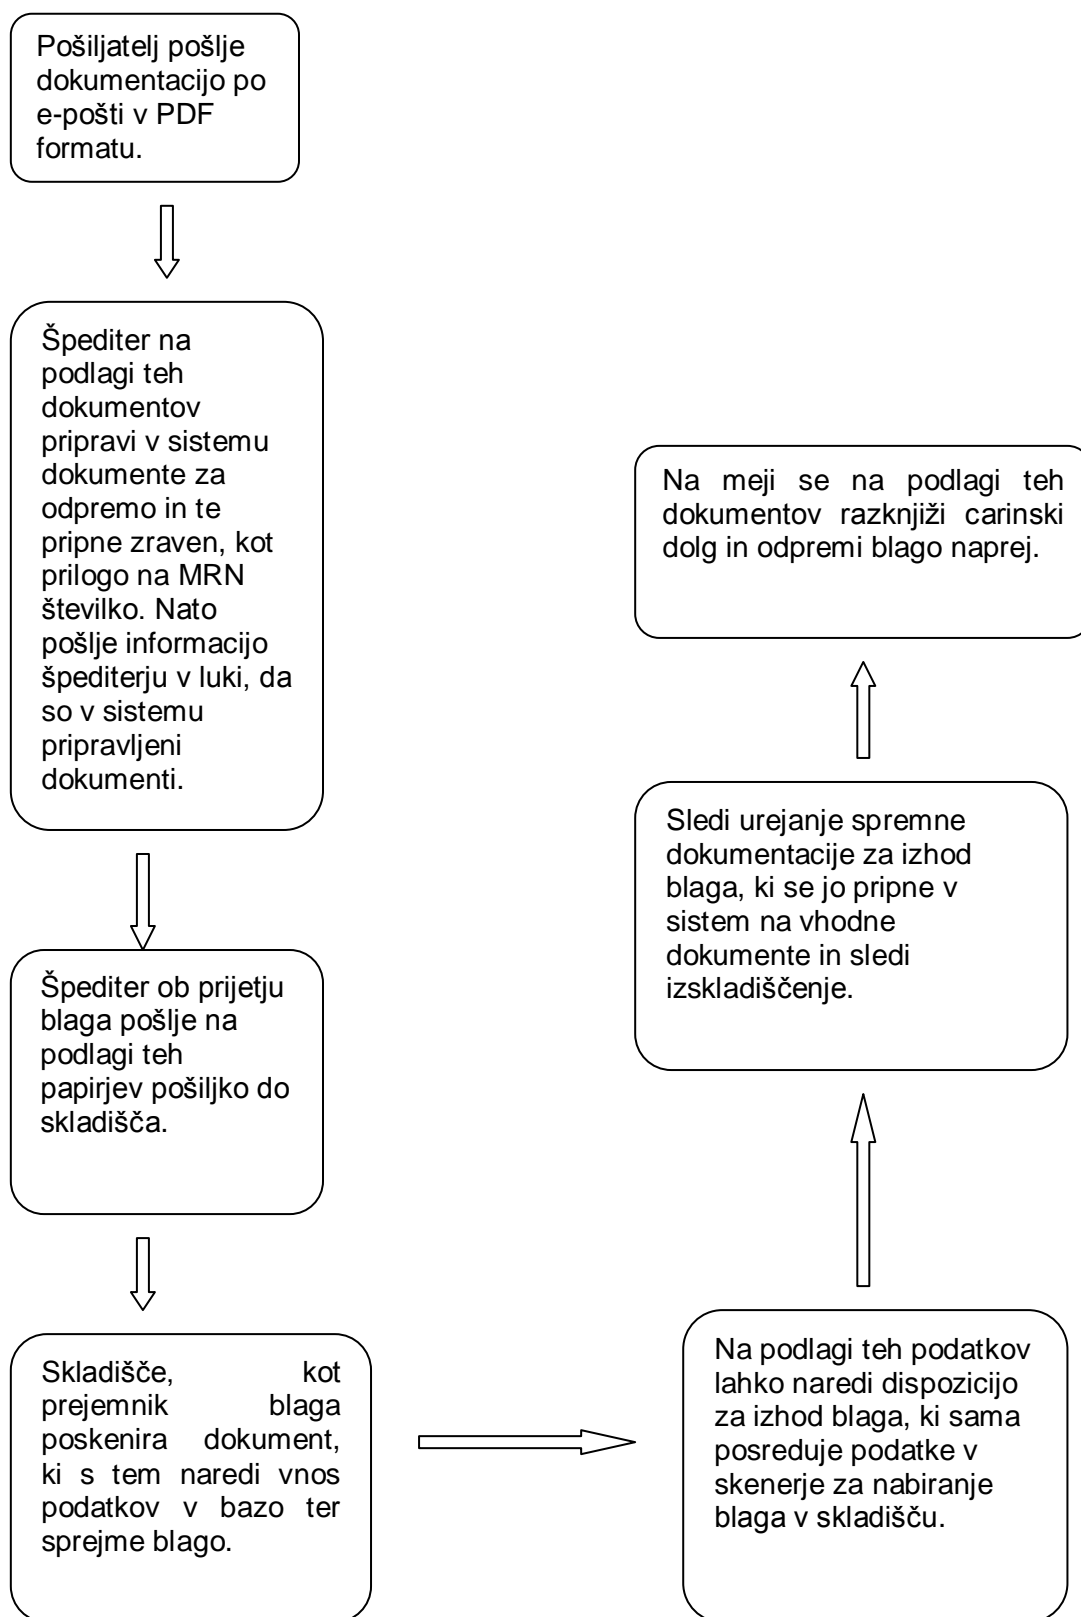 Pošiljatelj pošlje
dokumentacijo po
e-pošti v PDF
formatu.
Špediter na
podlagi teh
dokumentov
pripravi v sistemu
dokumente za
odpremo in te
pripne zraven, kot
prilogo na MRN
številko. Nato
pošlje informacijo
špediterju v luki, da
so v sistemu
pripravljeni
dokumenti.
Špediter ob prijetju
blaga pošlje na
podlagi teh
papirjev pošiljko do
skladišča.
Skladišče, kot
prejemnik blaga
poskenira dokument,
ki s tem naredi vnos
podatkov v bazo ter
sprejme blago.
Na podlagi teh podatkov
lahko naredi dispozicijo
za izhod blaga, ki sama
posreduje podatke v
skenerje za nabiranje
blaga v skladišču.
Sledi urejanje spremne
dokumentacije za izhod
blaga, ki se jo pripne v
sistem na vhodne
dokumente in sledi
izskladiščenje.
Na meji se na podlagi teh
dokumentov razknjiži carinski
dolg in odpremi blago naprej.